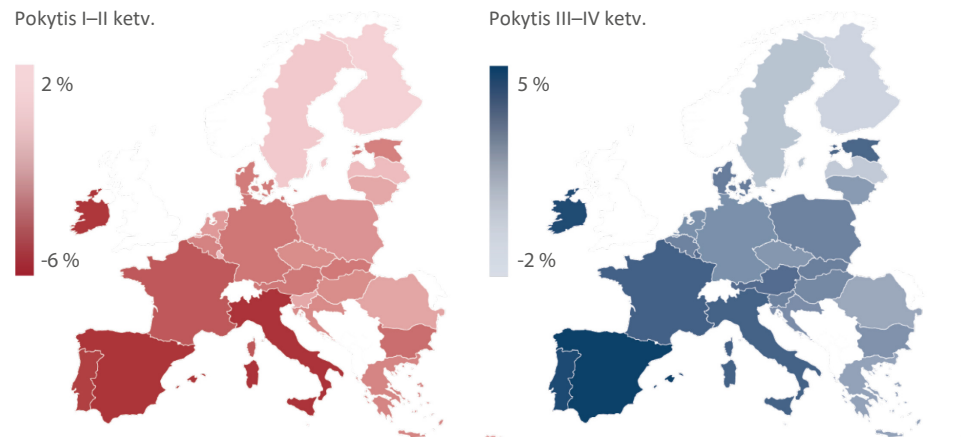 Pokytis I–II ketv.
2 %
-6 %
Pokytis III–IV ketv.
5 %
-2 %